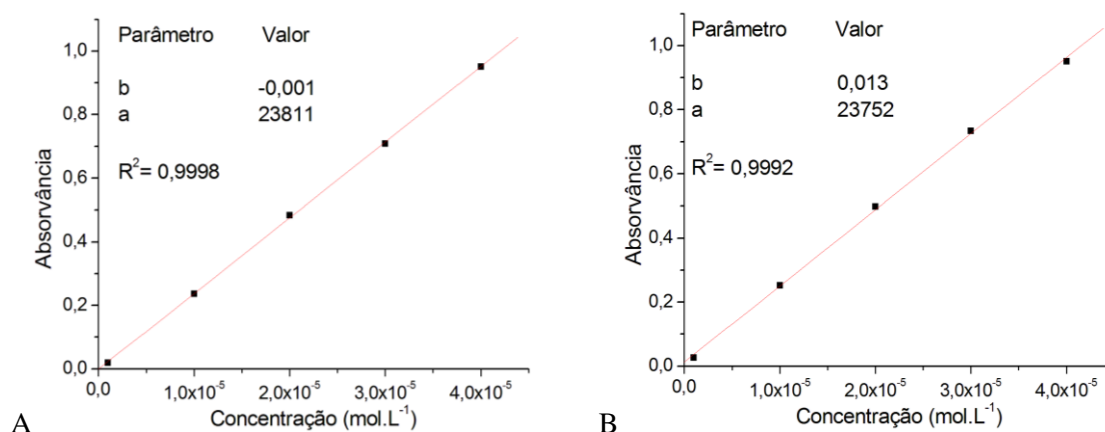 Parâmetro Valor
b -0,001
a 23811
R²= 0,9998
1,0
0,8
0,6
0,4
0,2
0,0
Absorvância
0,0 1,0x10⁻⁵ 2,0x10⁻⁵ 3,0x10⁻⁵ 4,0x10⁻⁵
Concentração (mol.L⁻¹)
A
Parâmetro Valor
b 0,013
a 23752
R²= 0,9992
1,0
0,8
0,6
0,4
0,2
0,0
Absorvância
0,0 1,0x10⁻⁵ 2,0x10⁻⁵ 3,0x10⁻⁵ 4,0x10⁻⁵
Concentração (mol.L⁻¹)
B